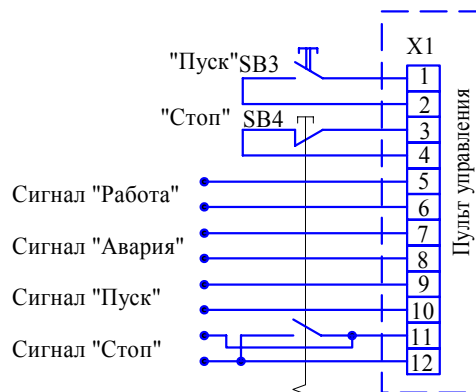 X1
"Пуск" SB3
1
2
"Стоп" SB4
3
4
Сигнал "Работа"
5
6
Сигнал "Авария"
7
8
Сигнал "Пуск"
9
10
Сигнал "Стоп"
11
12
Пульт управления